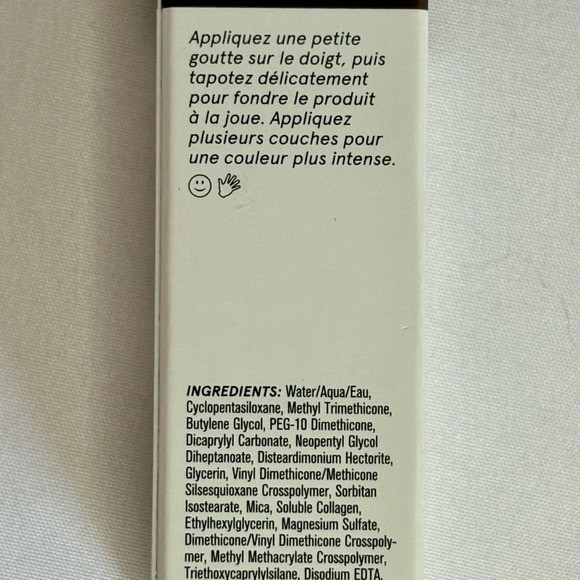 Appliquez une petite
goutte sur le doigt, puis
tapotez délicatement
pour fondre le produit
à la joue. Appliquez
plusieurs couches pour
une couleur plus intense.
INGREDIENTS: Water/Aqua/Eau,
Cyclopentasiloxane, Methyl Trimethicone,
Butylene Glycol, PEG-10 Dimethicone,
Dicaprylyl Carbonate, Neopentyl Glycol
Diheptanoate, Disteardimonium Hectorite,
Glycerin, Vinyl Dimethicone/Methicone
Silsesquioxane Crosspolymer, Sorbitan
Isostearate, Mica, Soluble Collagen,
Ethylhexylglycerin, Magnesium Sulfate,
Dimethicone/Vinyl Dimethicone Crosspoly-
mer, Methyl Methacrylate Crosspolymer,
Triethoxycaprylylsilane, Disodium EDTA,